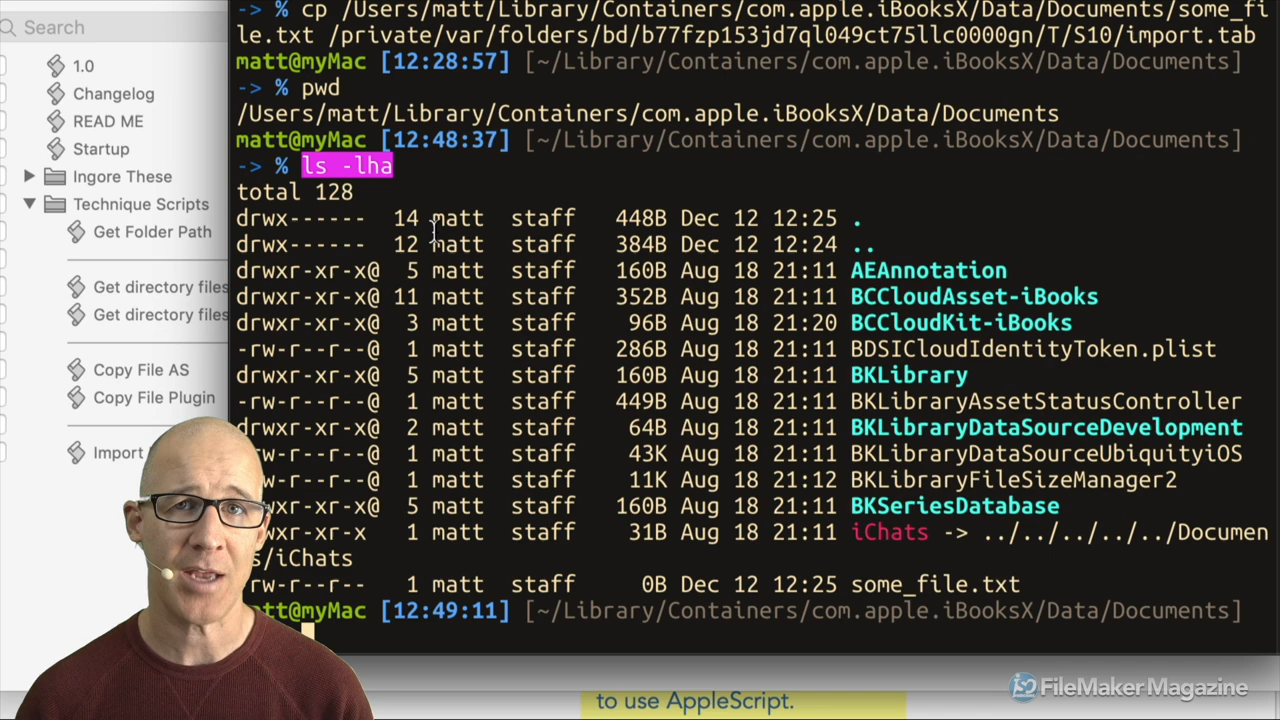 Search
1.0
Changelog
READ ME
Startup
Ingore These
Technique Scripts
Get Folder Path
Get directory files
Get directory files
Copy File AS
Copy File Plugin
Import
-> % cp /Users/matt/Library/Containers/com.apple.iBooksX/Data/Documents/some_fi
le.txt /private/var/folders/bd/b77fzp153jd7ql049ct75llc0000gn/T/S10/import.tab
matt@myMac [12:28:57] [~/Library/Containers/com.apple.iBooksX/Data/Documents]
-> % pwd
/Users/matt/Library/Containers/com.apple.iBooksX/Data/Documents
matt@myMac [12:48:37] [~/Library/Containers/com.apple.iBooksX/Data/Documents]
-> % ls -lha
total 128
drwx------ 14 matt staff 448B Dec 12 12:25 .
drwx------ 12 matt staff 384B Dec 12 12:24 ..
drwxr-xr-x@ 5 matt staff 160B Aug 18 21:11 AEAnnotation
drwxr-xr-x@ 11 matt staff 352B Aug 18 21:11 BCCloudAsset-iBooks
drwxr-xr-x@ 3 matt staff 96B Aug 18 21:20 BCCloudKit-iBooks
-rw-r--r--@ 1 matt staff 286B Aug 18 21:11 BDSICloudIdentityToken.plist
drwxr-xr-x@ 5 matt staff 160B Aug 18 21:11 BKLibrary
-rw-r--r--@ 1 matt staff 449B Aug 18 21:11 BKLibraryAssetStatusController
drwxr-xr-x@ 2 matt staff 64B Aug 18 21:11 BKLibraryDataSourceDevelopment
-rw-r--r--@ 1 matt staff 43K Aug 18 21:11 BKLibraryDataSourceUbiquityiOS
-rw-r--r--@ 1 matt staff 11K Aug 18 21:12 BKLibraryFileSizeManager2
drwxr-xr-x@ 5 matt staff 160B Aug 18 21:11 BKSeriesDatabase
rwxr-xr-x 1 matt staff 31B Aug 18 21:11 iChats -> ../../../../../Documen
s/iChats
rw-r--r-- 1 matt staff 0B Dec 12 12:25 some_file.txt
att@myMac [12:49:11] [~/Library/Containers/com.apple.iBooksX/Data/Documents]
to use AppleScript.
FileMaker Magazine